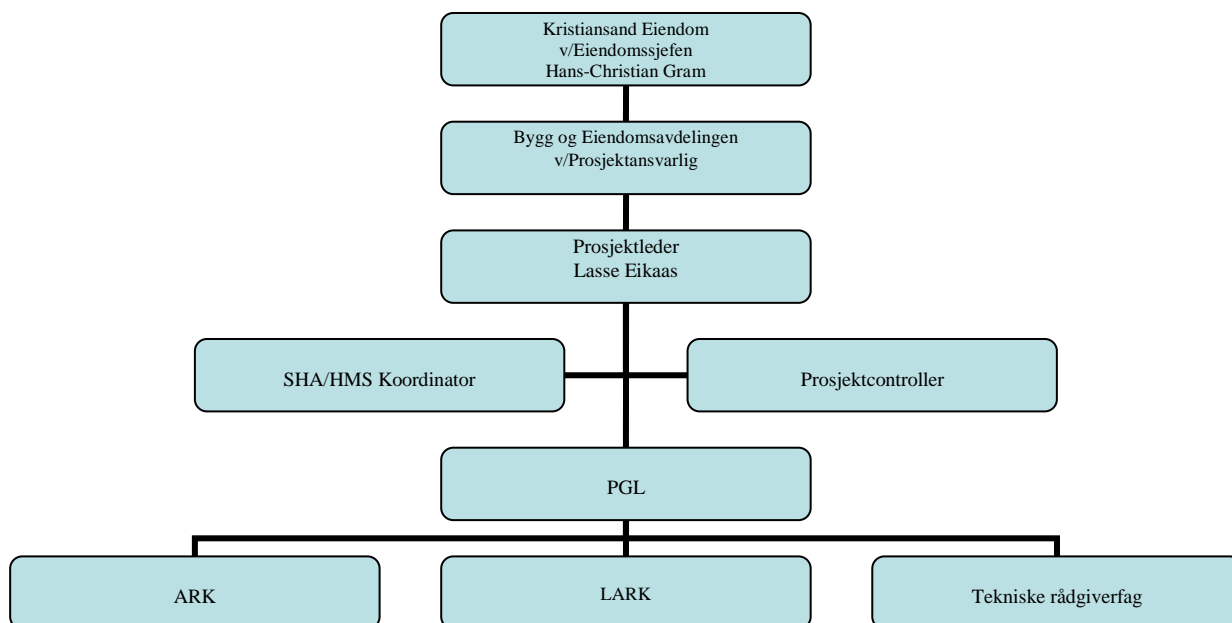 Kristiansand Eiendom
v/Eiendomssjefen
Hans-Christian Gram
Bygg og Eiendomsavdelingen
v/Prosjektansvarlig
Prosjektleder
Lasse Eikaas
SHA/HMS Koordinator
Prosjektcontroller
PGL
ARK
LARK
Tekniske rådgiverfag